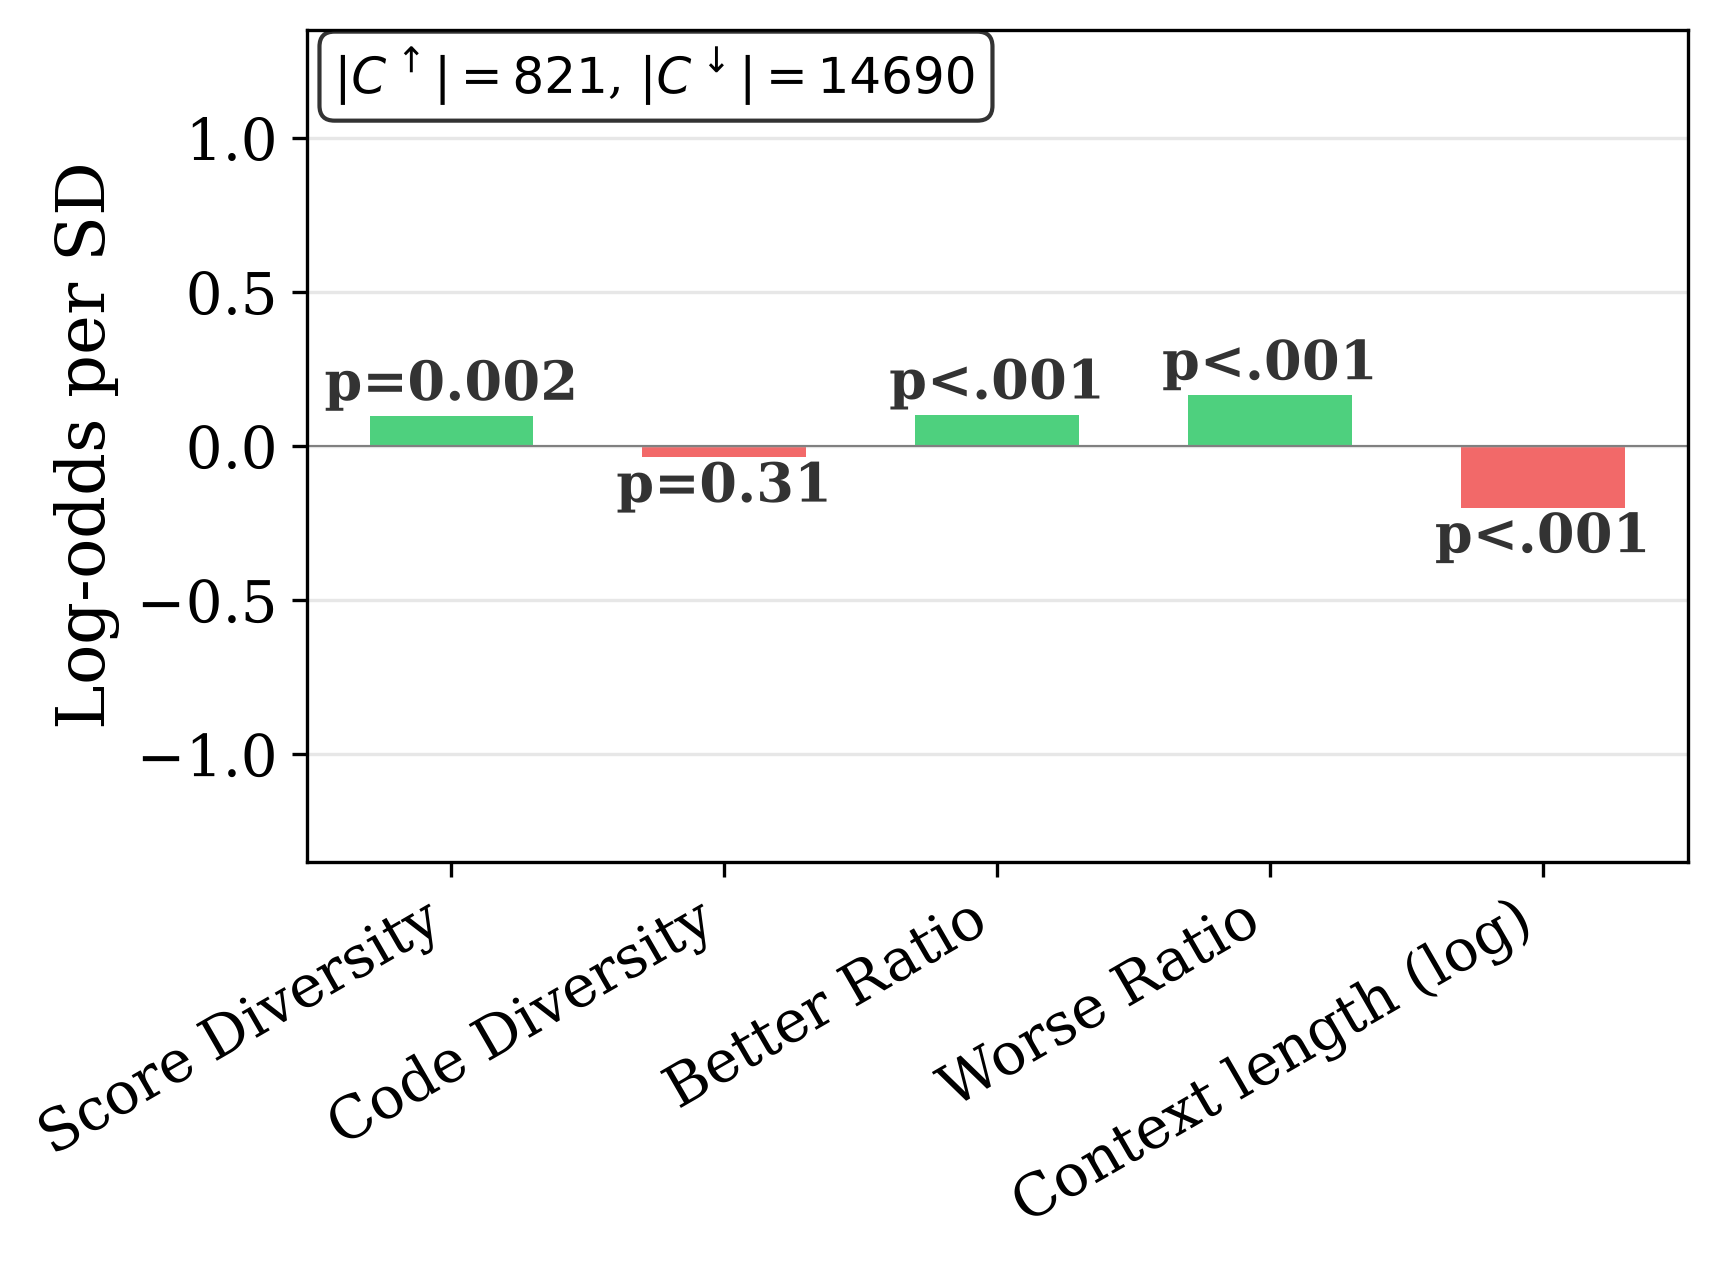 |C ↑| = 821, |C ↓| = 14690
Log-odds per SD
1.0
0.5
0.0
−0.5
−1.0
p=0.002
p=0.31
p<.001
p<.001
p<.001
Score Diversity
Code Diversity
Better Ratio
Worse Ratio
Context length (log)